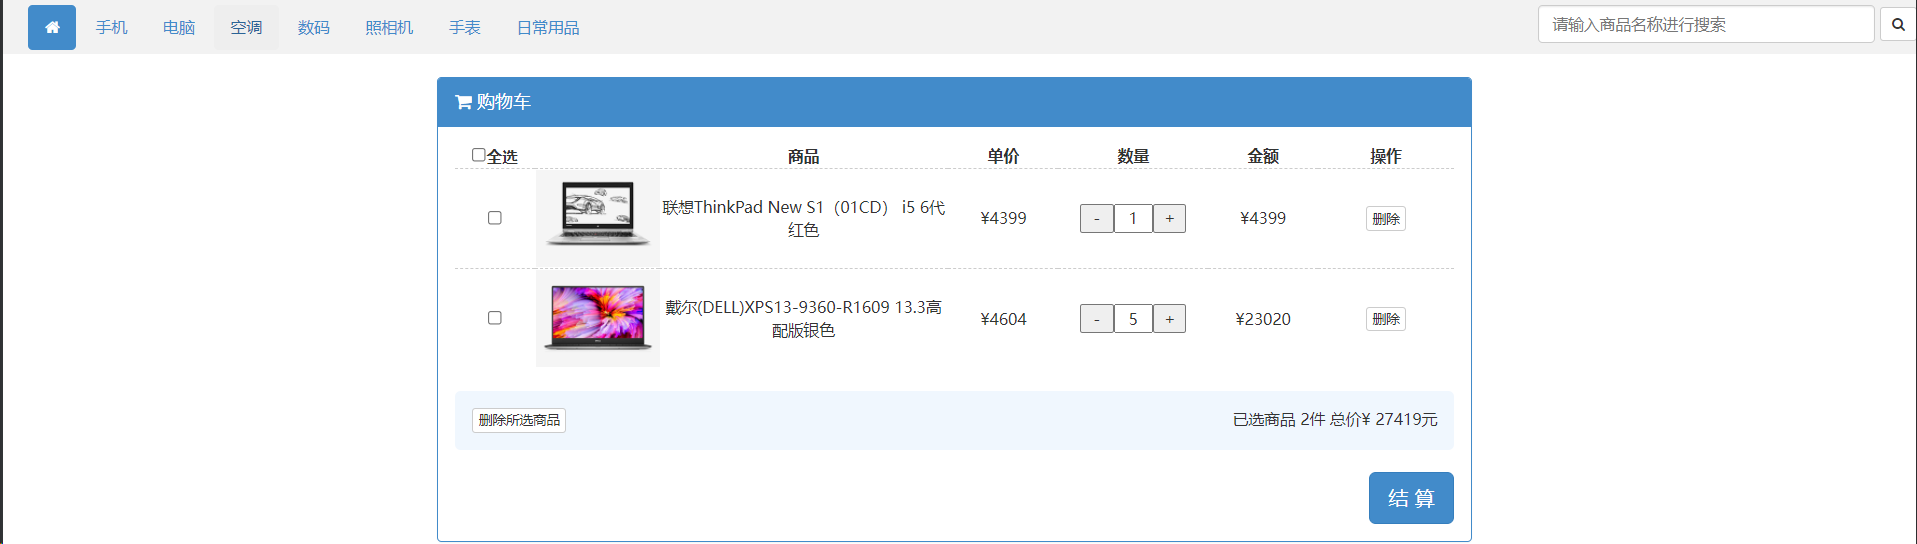 手机 电脑 空调 数码 照相机 手表 日常用品 请输入商品名称进行搜索
购物车
全选 商品 单价 数量 金额 操作
联想ThinkPad New S1（01CD） i5 6代
红色
¥4399 - 1 + ¥4399 删除
戴尔(DELL)XPS13-9360-R1609 13.3高
配版银色
¥4604 - 5 + ¥23020 删除
删除所选商品 已选商品 2件 总价¥ 27419元
结 算